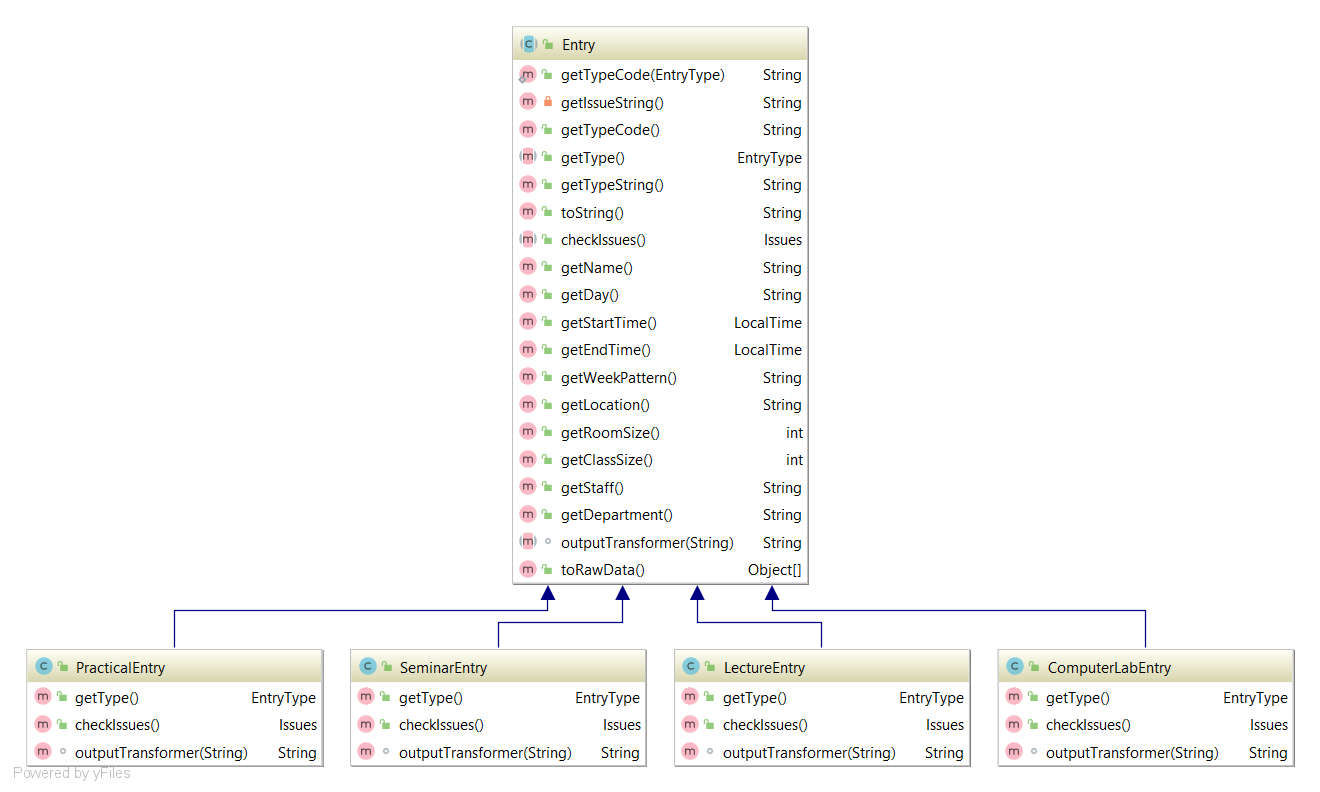 Entry
getTypeCode(EntryType) String
getIssueString() String
getTypeCode() String
getType() EntryType
getTypeString() String
toString() String
checkIssues() Issues
getName() String
getDay() String
getStartTime() LocalTime
getEndTime() LocalTime
getWeekPattern() String
getLocation() String
getRoomSize() int
getClassSize() int
getStaff() String
getDepartment() String
outputTransformer(String) String
toRawData() Object[]
PracticalEntry
getType() EntryType
checkIssues() Issues
outputTransformer(String) String
SeminarEntry
getType() EntryType
checkIssues() Issues
outputTransformer(String) String
LectureEntry
getType() EntryType
checkIssues() Issues
outputTransformer(String) String
ComputerLabEntry
getType() EntryType
checkIssues() Issues
outputTransformer(String) String
Powered by yFiles